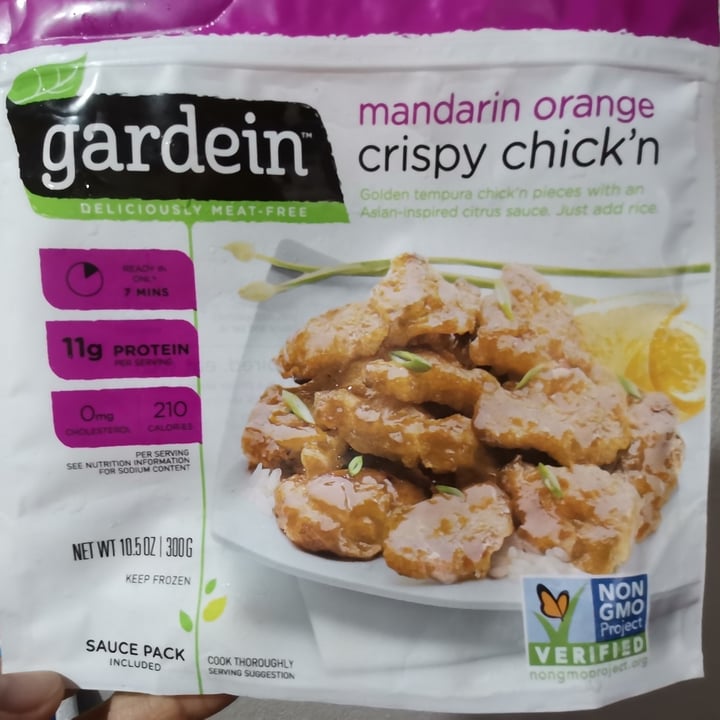 gardein™
DELICIOUSLY MEAT-FREE
mandarin orange
crispy chick'n
Golden tempura chick'n pieces with an
Asian-inspired citrus sauce. Just add rice.
READY IN
ONLY
7 MINS
11g PROTEIN
PER SERVING
0mg
CHOLESTEROL
210
CALORIES
PER SERVING
SEE NUTRITION INFORMATION
FOR SODIUM CONTENT
NET WT 10.5 OZ | 300G
KEEP FROZEN
SAUCE PACK
INCLUDED
COOK THOROUGHLY
SERVING SUGGESTION
NON
GMO
Project
VERIFIED
nongmoproject.org